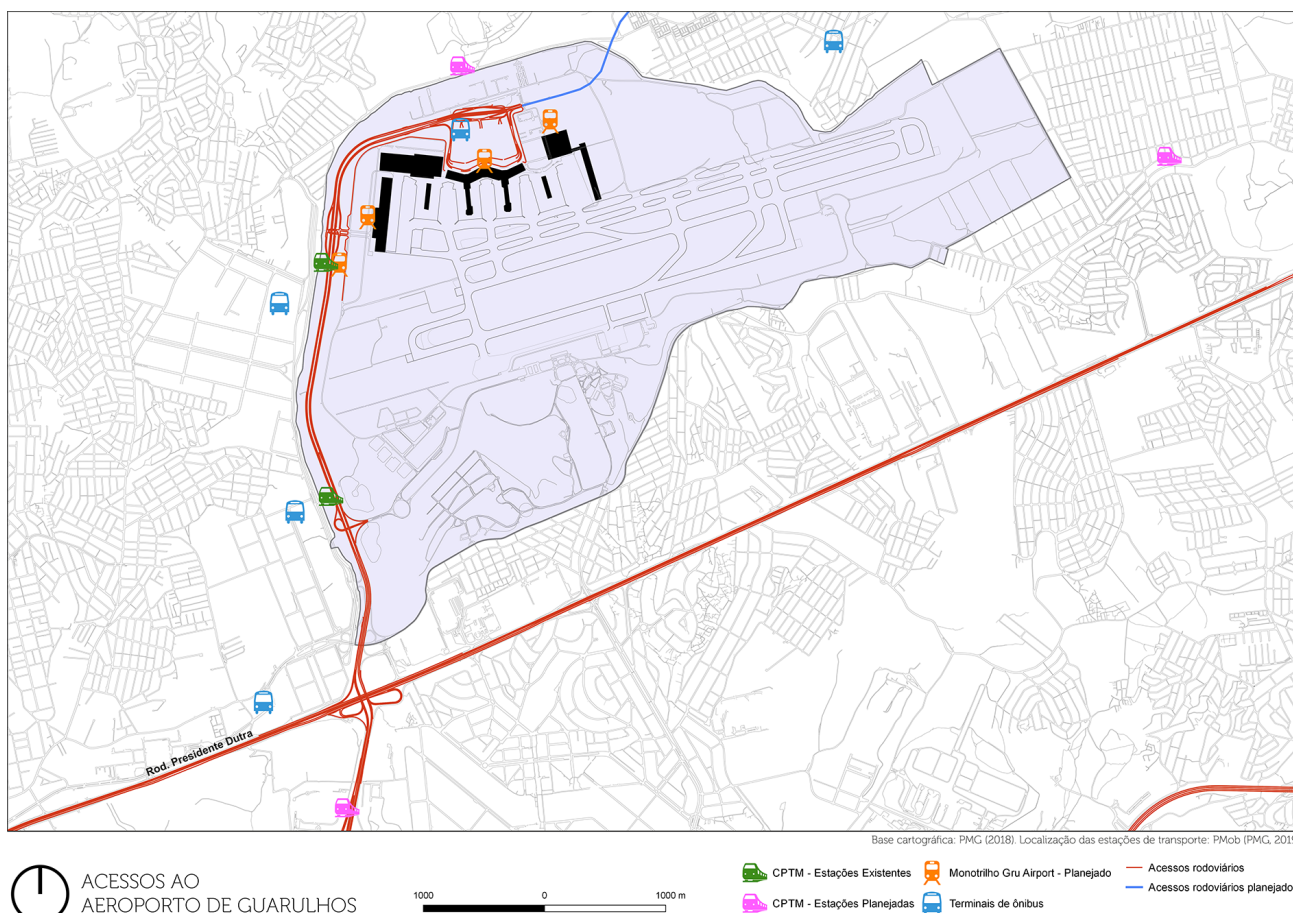 Rod. Presidente Dutra
Base cartográfica: PMG (2018). Localização das estações de transporte: PMob (PMG, 2019
ACESSOS AO
AEROPORTO DE GUARULHOS
1000 0 1000 m
CPTM - Estações Existentes
CPTM - Estações Planejadas
Monotrilho Gru Airport - Planejado
Terminais de ônibus
Acessos rodoviários
Acessos rodoviários planejado